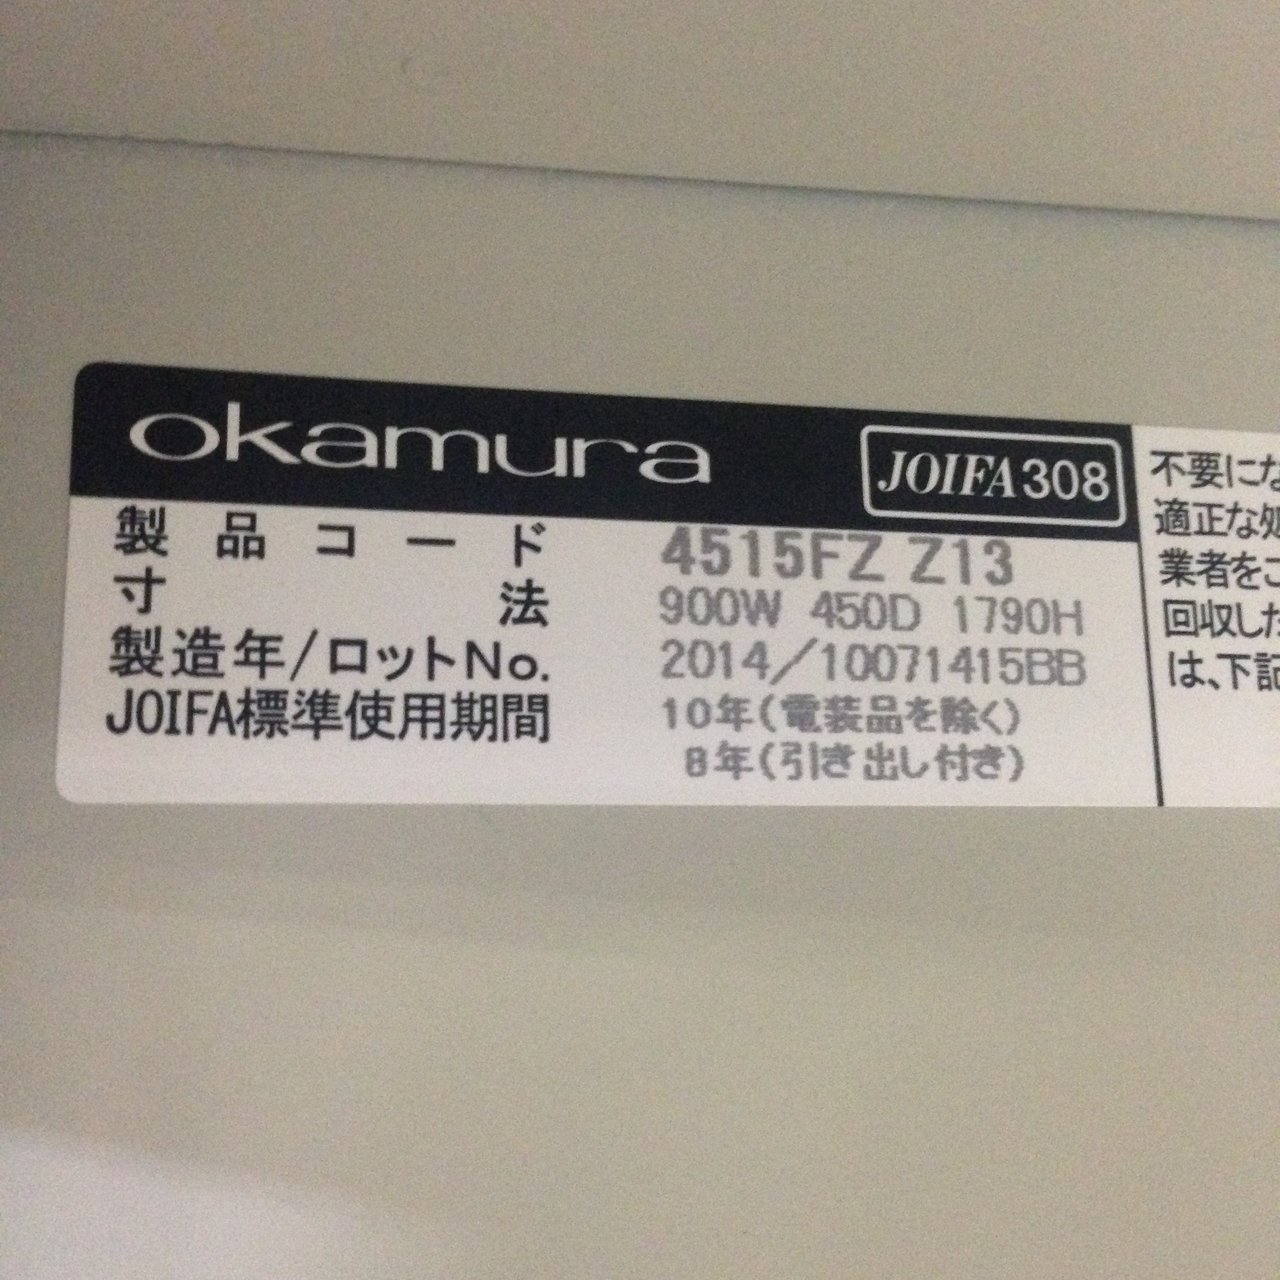 okamura JOIFA308
製品コード 4515FZ Z13
寸法 900W 450D 1790H
製造年/ロットNo. 2014/10071415BB
JOIFA標準使用期間 10年(電装品を除く)
8年(引き出し付き)
不要にな
適正な処
業者をご
回収した
は、下記